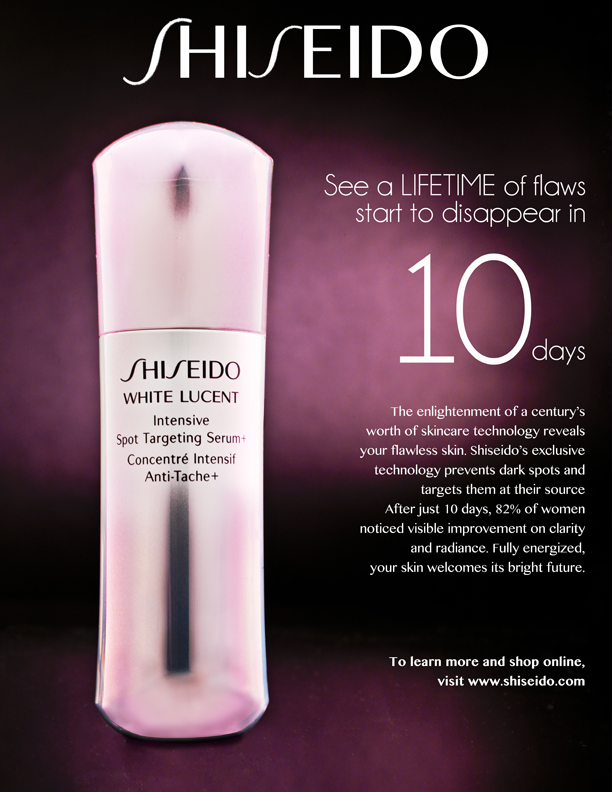 SHISEIDO
See a LIFETIME of flaws
start to disappear in
10 days
SHISEIDO
WHITE LUCENT
Intensive
Spot Targeting Serum+
Concentré Intensif
Anti-Tache+
The enlightenment of a century's
worth of skincare technology reveals
your flawless skin. Shiseido's exclusive
technology prevents dark spots and
targets them at their source
After just 10 days, 82% of women
noticed visible improvement on clarity
and radiance. Fully energized,
your skin welcomes its bright future.
To learn more and shop online,
visit www.shiseido.com